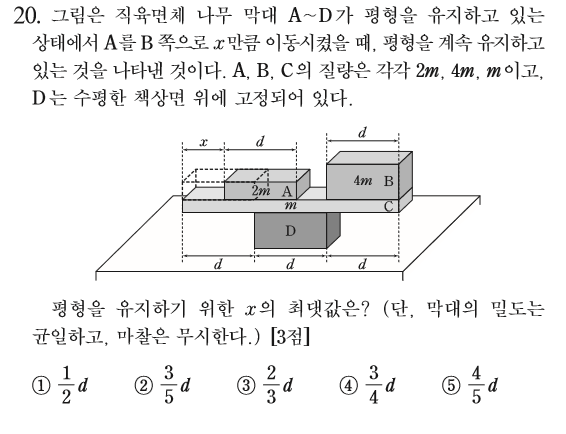 20. 그림은 직육면체 나무 막대 A~D가 평형을 유지하고 있는
상태에서 A를 B 쪽으로 x만큼 이동시켰을 때, 평형을 계속 유지하고
있는 것을 나타낸 것이다. A, B, C의 질량은 각각 2m, 4m, m이고,
D는 수평한 책상면 위에 고정되어 있다.
d
x d
4m B
2m A
m C
D
d d d
평형을 유지하기 위한 x의 최댓값은? (단, 막대의 밀도는
균일하고, 마찰은 무시한다.) [3점]
① 1/2 d ② 3/5 d ③ 2/3 d ④ 3/4 d ⑤ 4/5 d